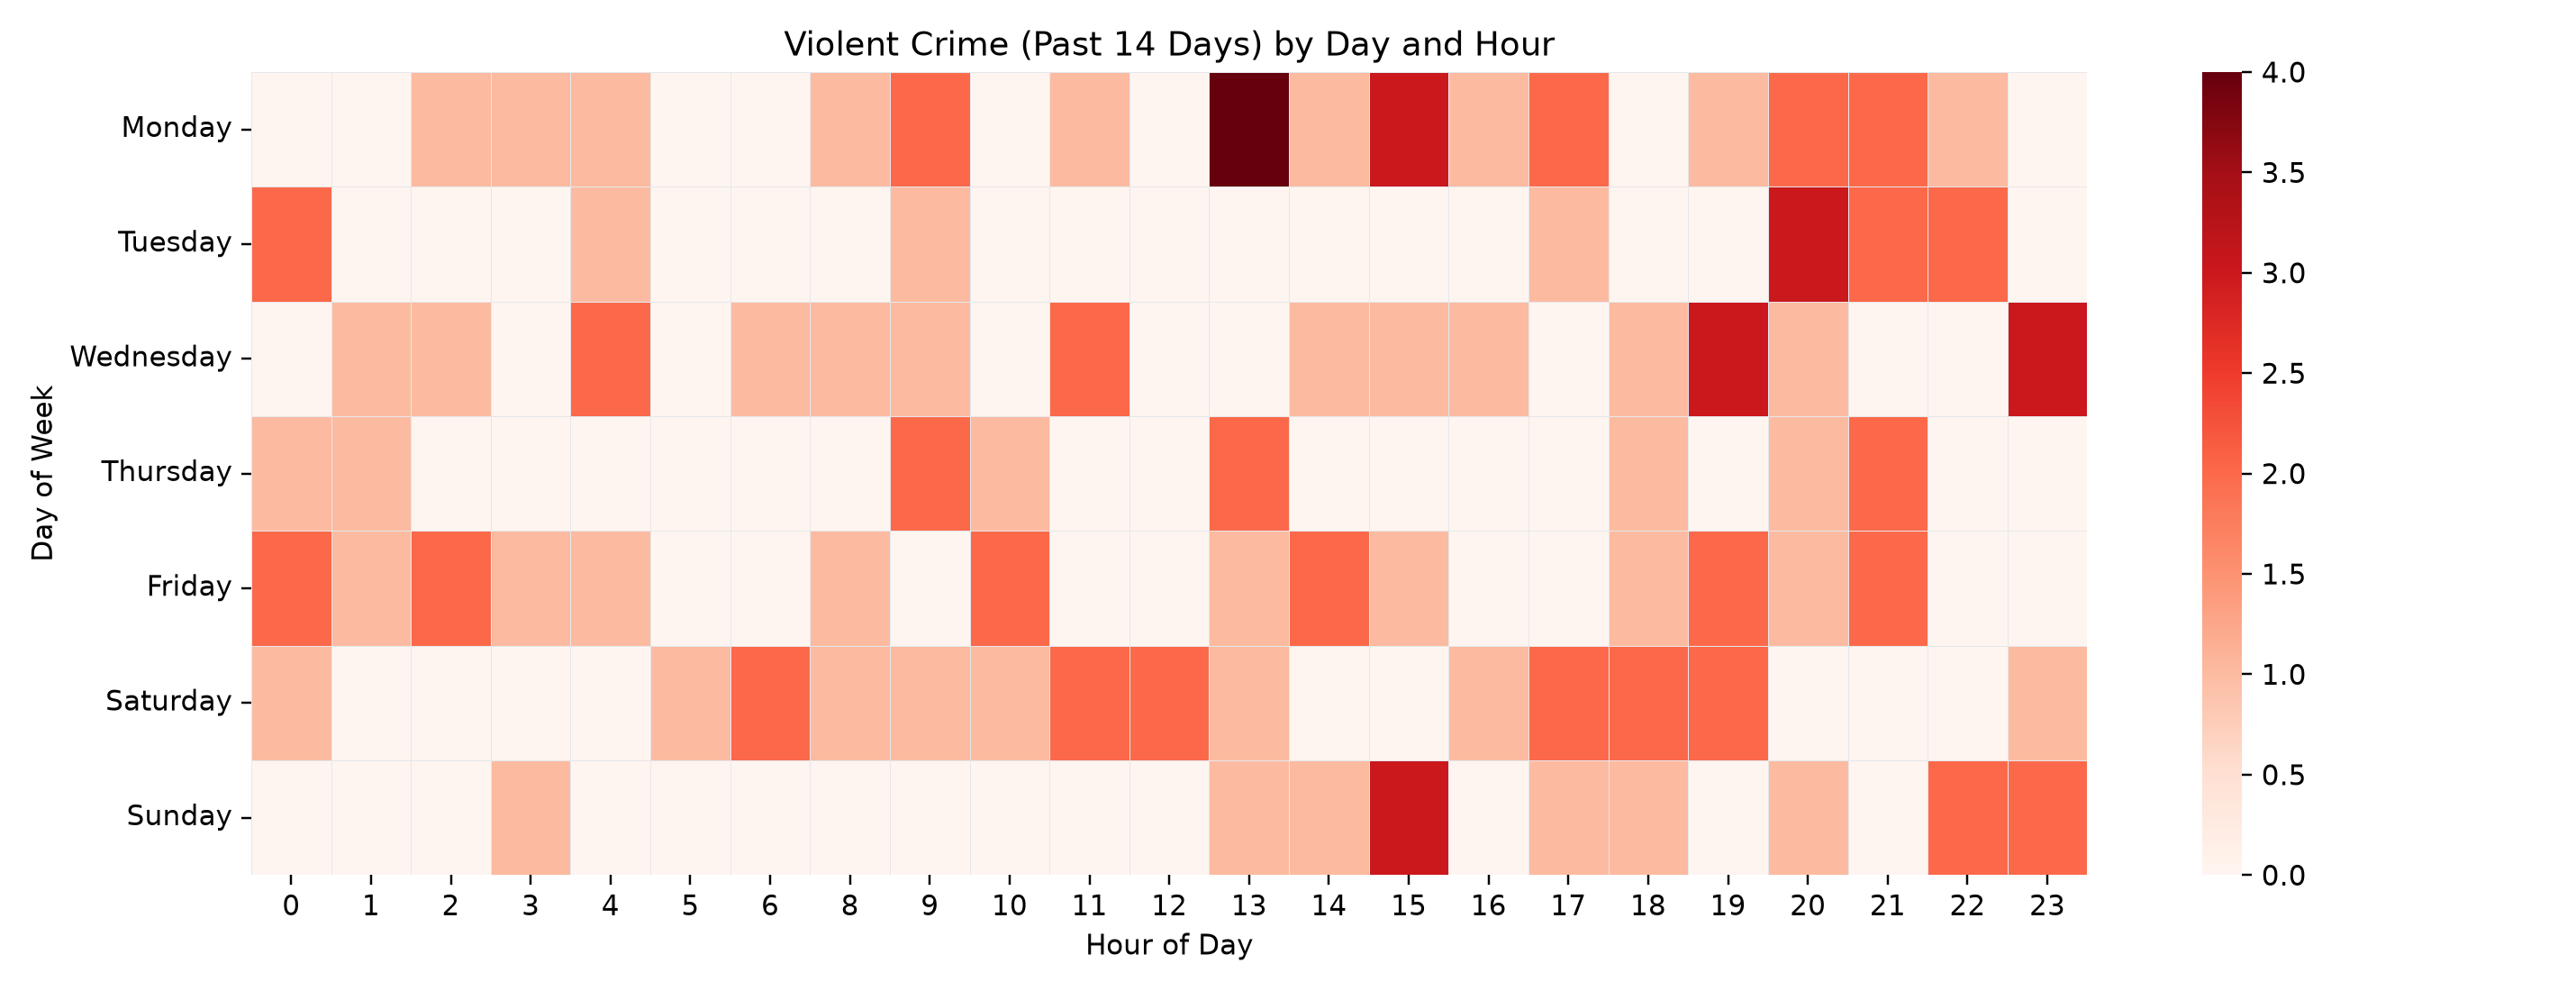 Violent Crime (Past 14 Days) by Day and Hour
Day of Week
Monday
Tuesday
Wednesday
Thursday
Friday
Saturday
Sunday
0 1 2 3 4 5 6 8 9 10 11 12 13 14 15 16 17 18 19 20 21 22 23
Hour of Day
4.0
3.5
3.0
2.5
2.0
1.5
1.0
0.5
0.0